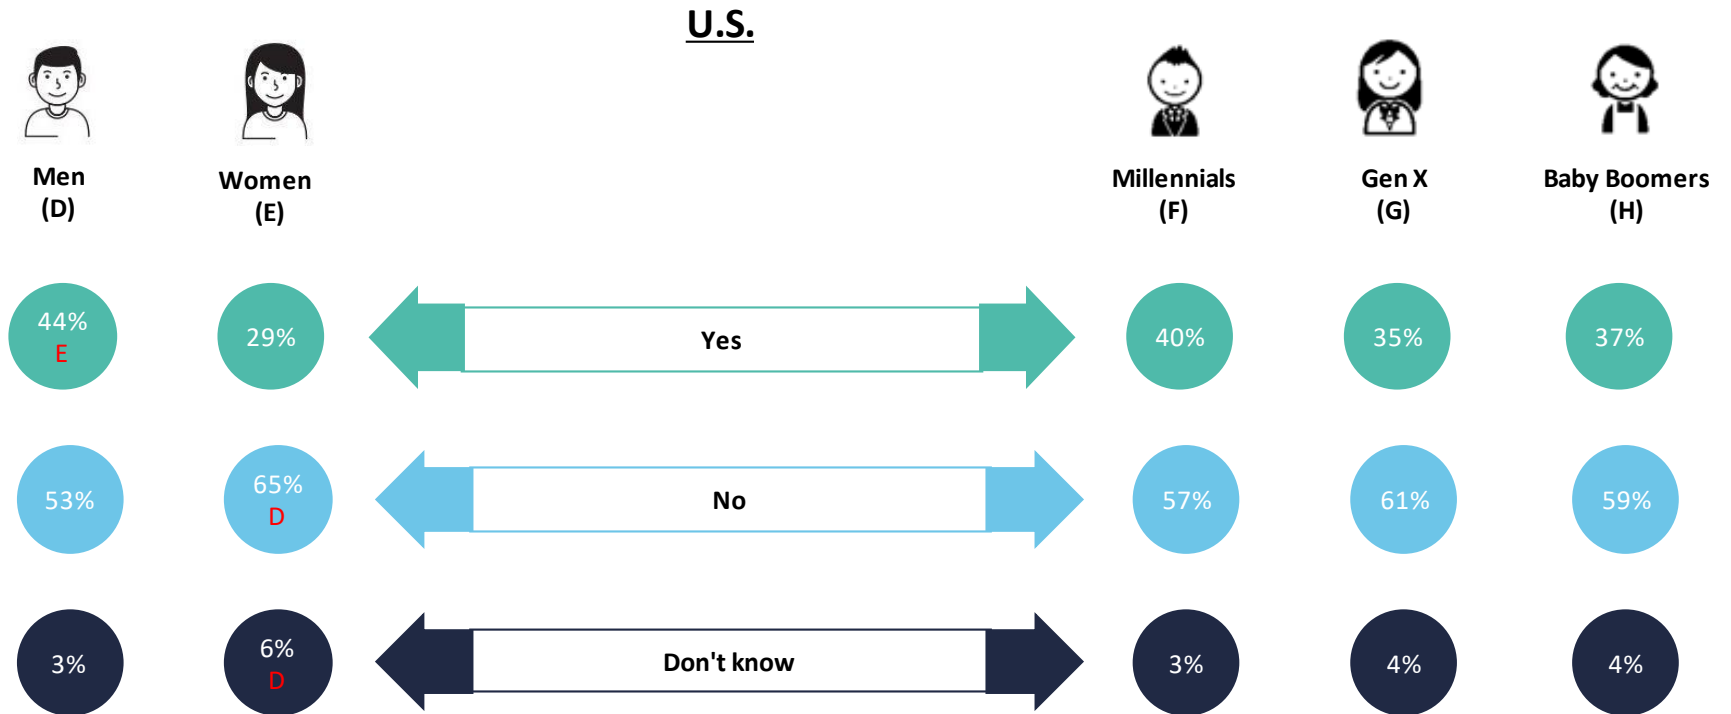 U.S.
Men
(D)
Women
(E)
Millennials
(F)
Gen X
(G)
Baby Boomers
(H)
44%
E
29%
Yes
40%
35%
37%
53%
65%
D
No
57%
61%
59%
3%
6%
D
Don't know
3%
4%
4%